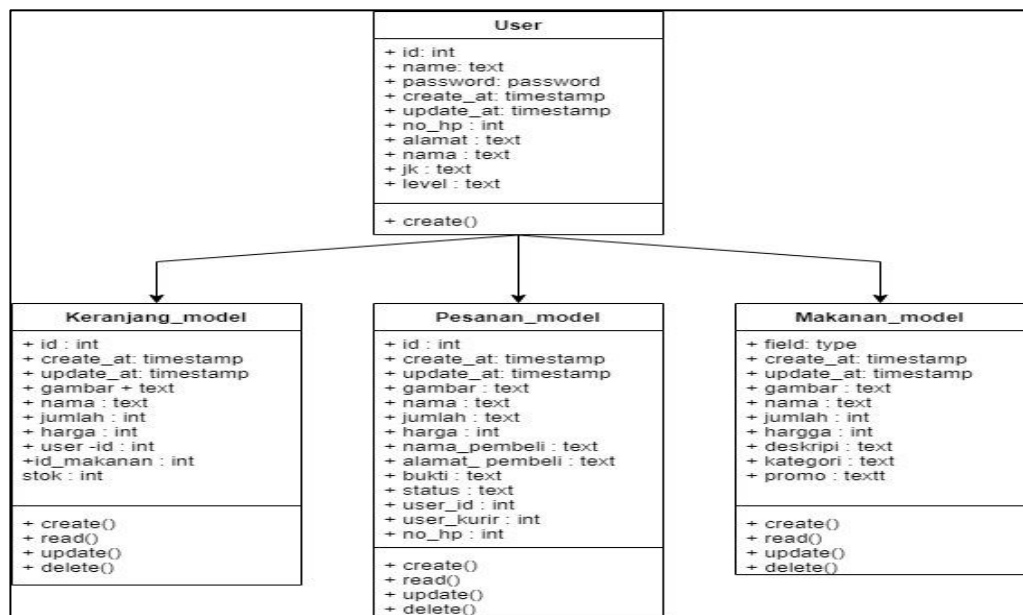 User
+ id: int
+ name: text
+ password: password
+ create_at: timestamp
+ update_at: timestamp
+ no_hp : int
+ alamat : text
+ nama : text
+ jk : text
+ level : text
+ create()
Keranjang_model
+ id : int
+ create_at: timestamp
+ update_at: timestamp
+ gambar + text
+ nama : text
+ jumlah : int
+ harga : int
+ user -id : int
+id_makanan : int
stok : int
+ create()
+ read()
+ update()
+ delete()
Pesanan_model
+ id : int
+ create_at: timestamp
+ update_at: timestamp
+ gambar : text
+ nama : text
+ jumlah : text
+ harga : int
+ nama_pembeli : text
+ alamat_ pembeli : text
+ bukti : text
+ status : text
+ user_id : int
+ user_kurir : int
+ no_hp : int
+ create()
+ read()
+ update()
+ delete()
Makanan_model
+ field: type
+ create_at: timestamp
+ update_at: timestamp
+ gambar : text
+ nama : text
+ jumlah : int
+ hargga : int
+ deskripi : text
+ kategori : text
+ promo : textt
+ create()
+ read()
+ update()
+ delete()